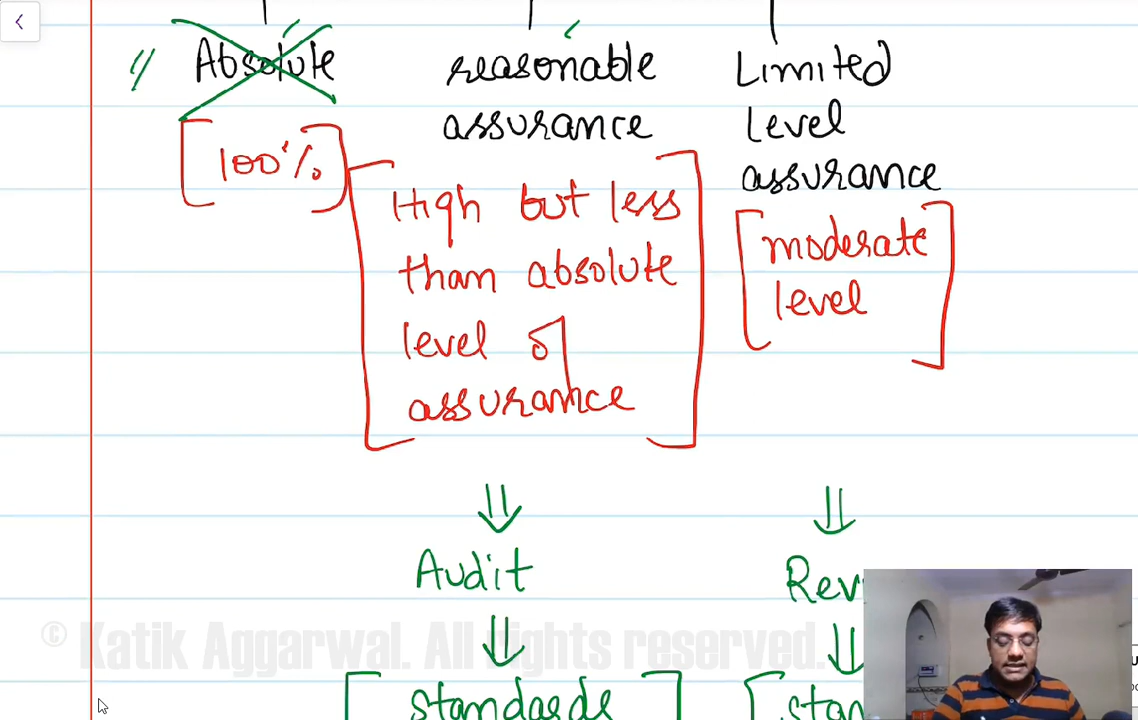 Absolute
reasonable
assurance
Limited
Level
assurance
100%
High but less
than absolute
level of
assurance
moderate
level
Audit
Rev
© Katik Aggarwal. All rights reserved.
standards
stan